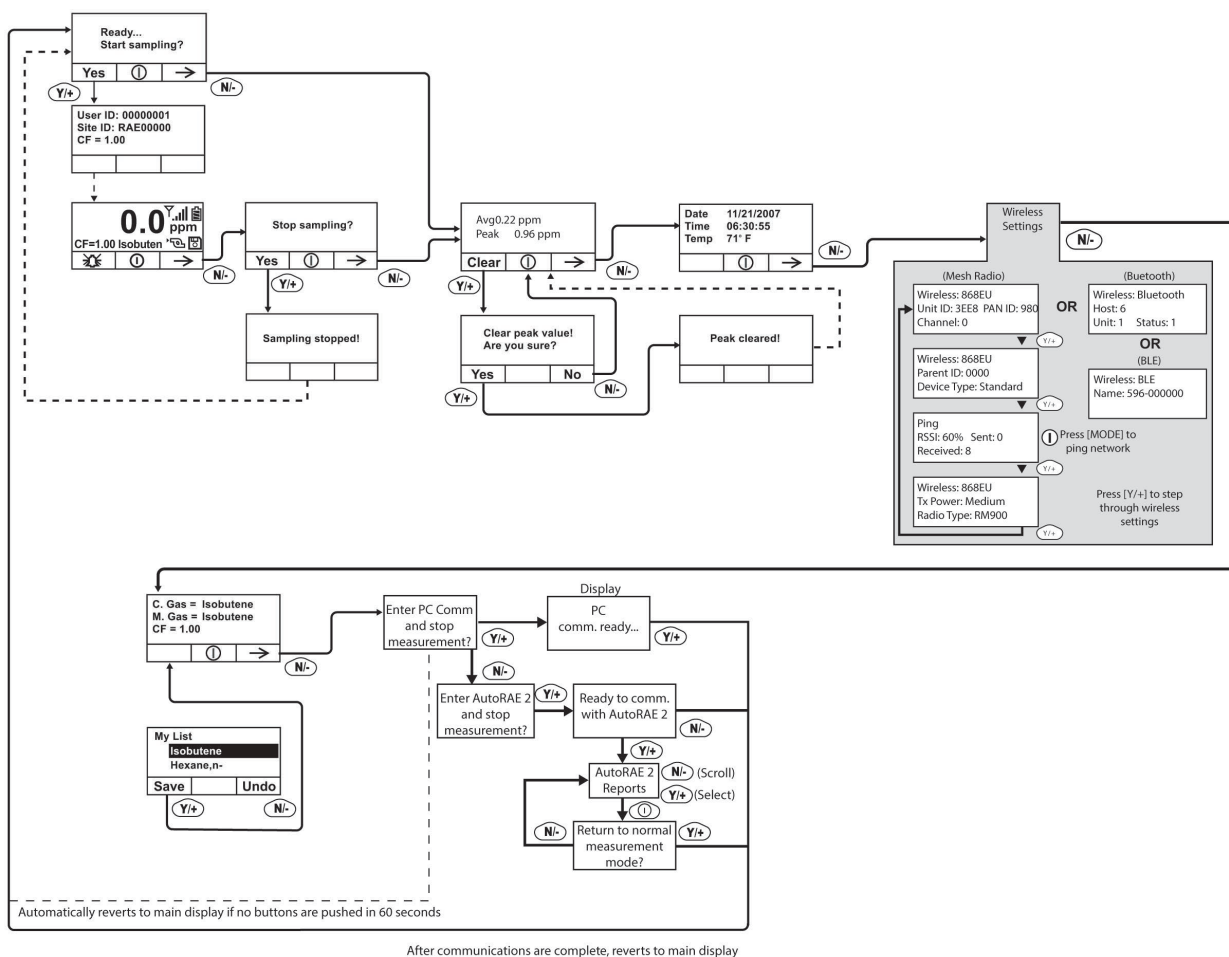 Ready...
Start sampling?
Yes
N/-
Y/+
User ID: 00000001
Site ID: RAE00000
CF = 1.00
0.0
ppm
CF=1.00 Isobuten
N/-
Stop sampling?
Yes
N/-
Y/+
Sampling stopped!
Avg0.22 ppm
Peak 0.96 ppm
Clear
N/-
Y/+
Clear peak value!
Are you sure?
Yes No
N/-
Y/+
Peak cleared!
Date 11/21/2007
Time 06:30:55
Temp 71° F
N/-
Wireless
Settings
N/-
(Mesh Radio)
Wireless: 868EU
Unit ID: 3EE8 PAN ID: 980
Channel: 0
Y/+
Wireless: 868EU
Parent ID: 0000
Device Type: Standard
Y/+
Ping
RSSI: 60% Sent: 0
Received: 8
Press [MODE] to
ping network
Y/+
Wireless: 868EU
Tx Power: Medium
Radio Type: RM900
Y/+
OR
(Buetooth)
Wireless: Bluetooth
Host: 6
Unit: 1 Status: 1
OR
(BLE)
Wireless: BLE
Name: 596-000000
Press [Y/+] to step
through wireless
settings
C. Gas = Isobutene
M. Gas = Isobutene
CF = 1.00
N/-
My List
Isobutene
Hexane,n-
Save Undo
Y/+ N/-
Enter PC Comm
and stop
measurement?
Y/+
N/-
Display
PC
comm. ready...
Y/+
Enter AutoRAE 2
and stop
measurement?
Y/+
Ready to comm.
with AutoRAE 2
N/-
Y/+
AutoRAE 2
Reports
N/- (Scroll)
Y/+ (Select)
N/-
Return to normal
measurement
mode?
Y/+
Automatically reverts to main display if no buttons are pushed in 60 seconds
After communications are complete, reverts to main display